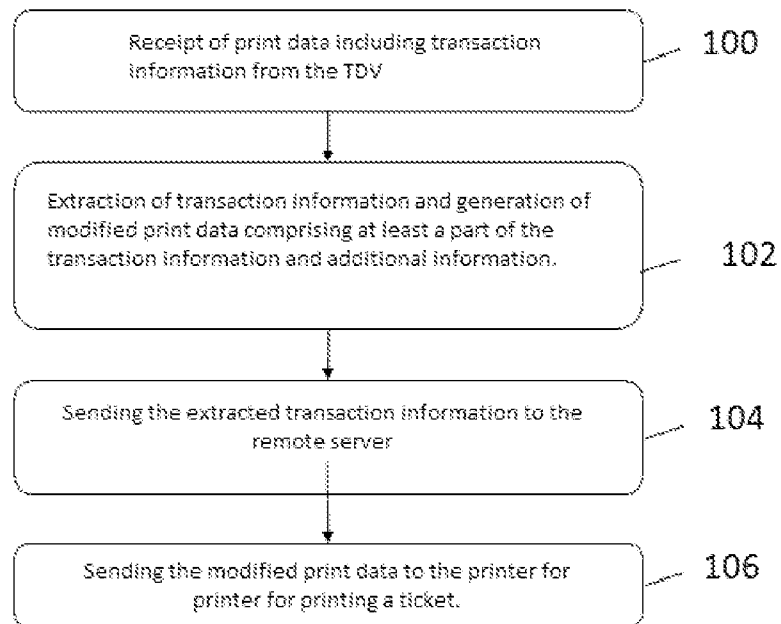 Receipt of print data including transaction
information from the TDV
100
Extraction of transaction information and generation of
modified print data comprising at least a part of the
transaction information and additional information.
102
Sending the extracted transaction information to the
remote server
104
Sending the modified print data to the printer for
printer for printing a ticket.
106